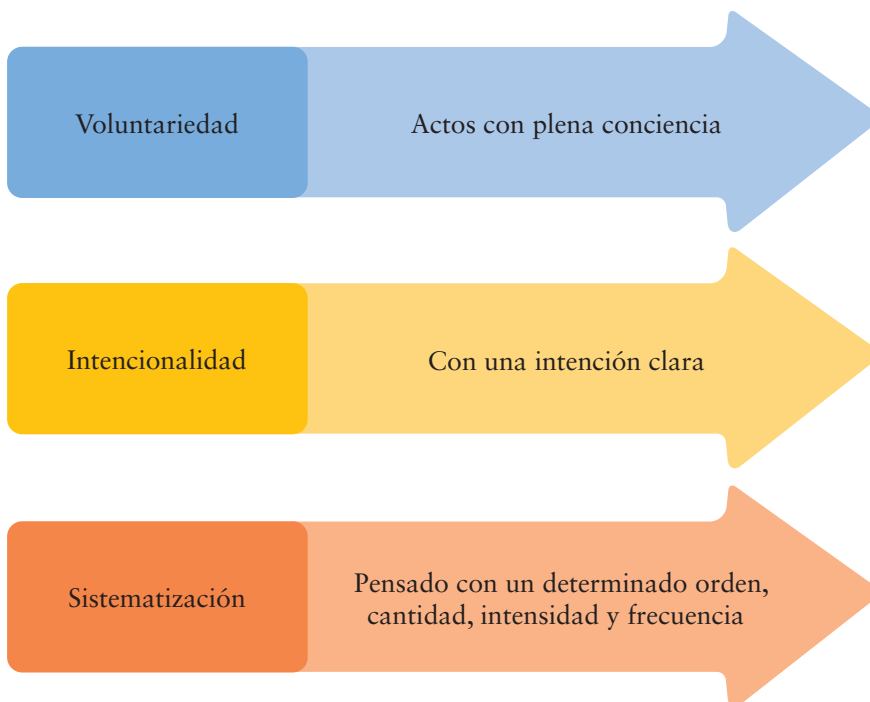 Voluntariedad
Actos con plena conciencia
Intencionalidad
Con una intención clara
Sistematización
Pensado con un determinado orden,
cantidad, intensidad y frecuencia